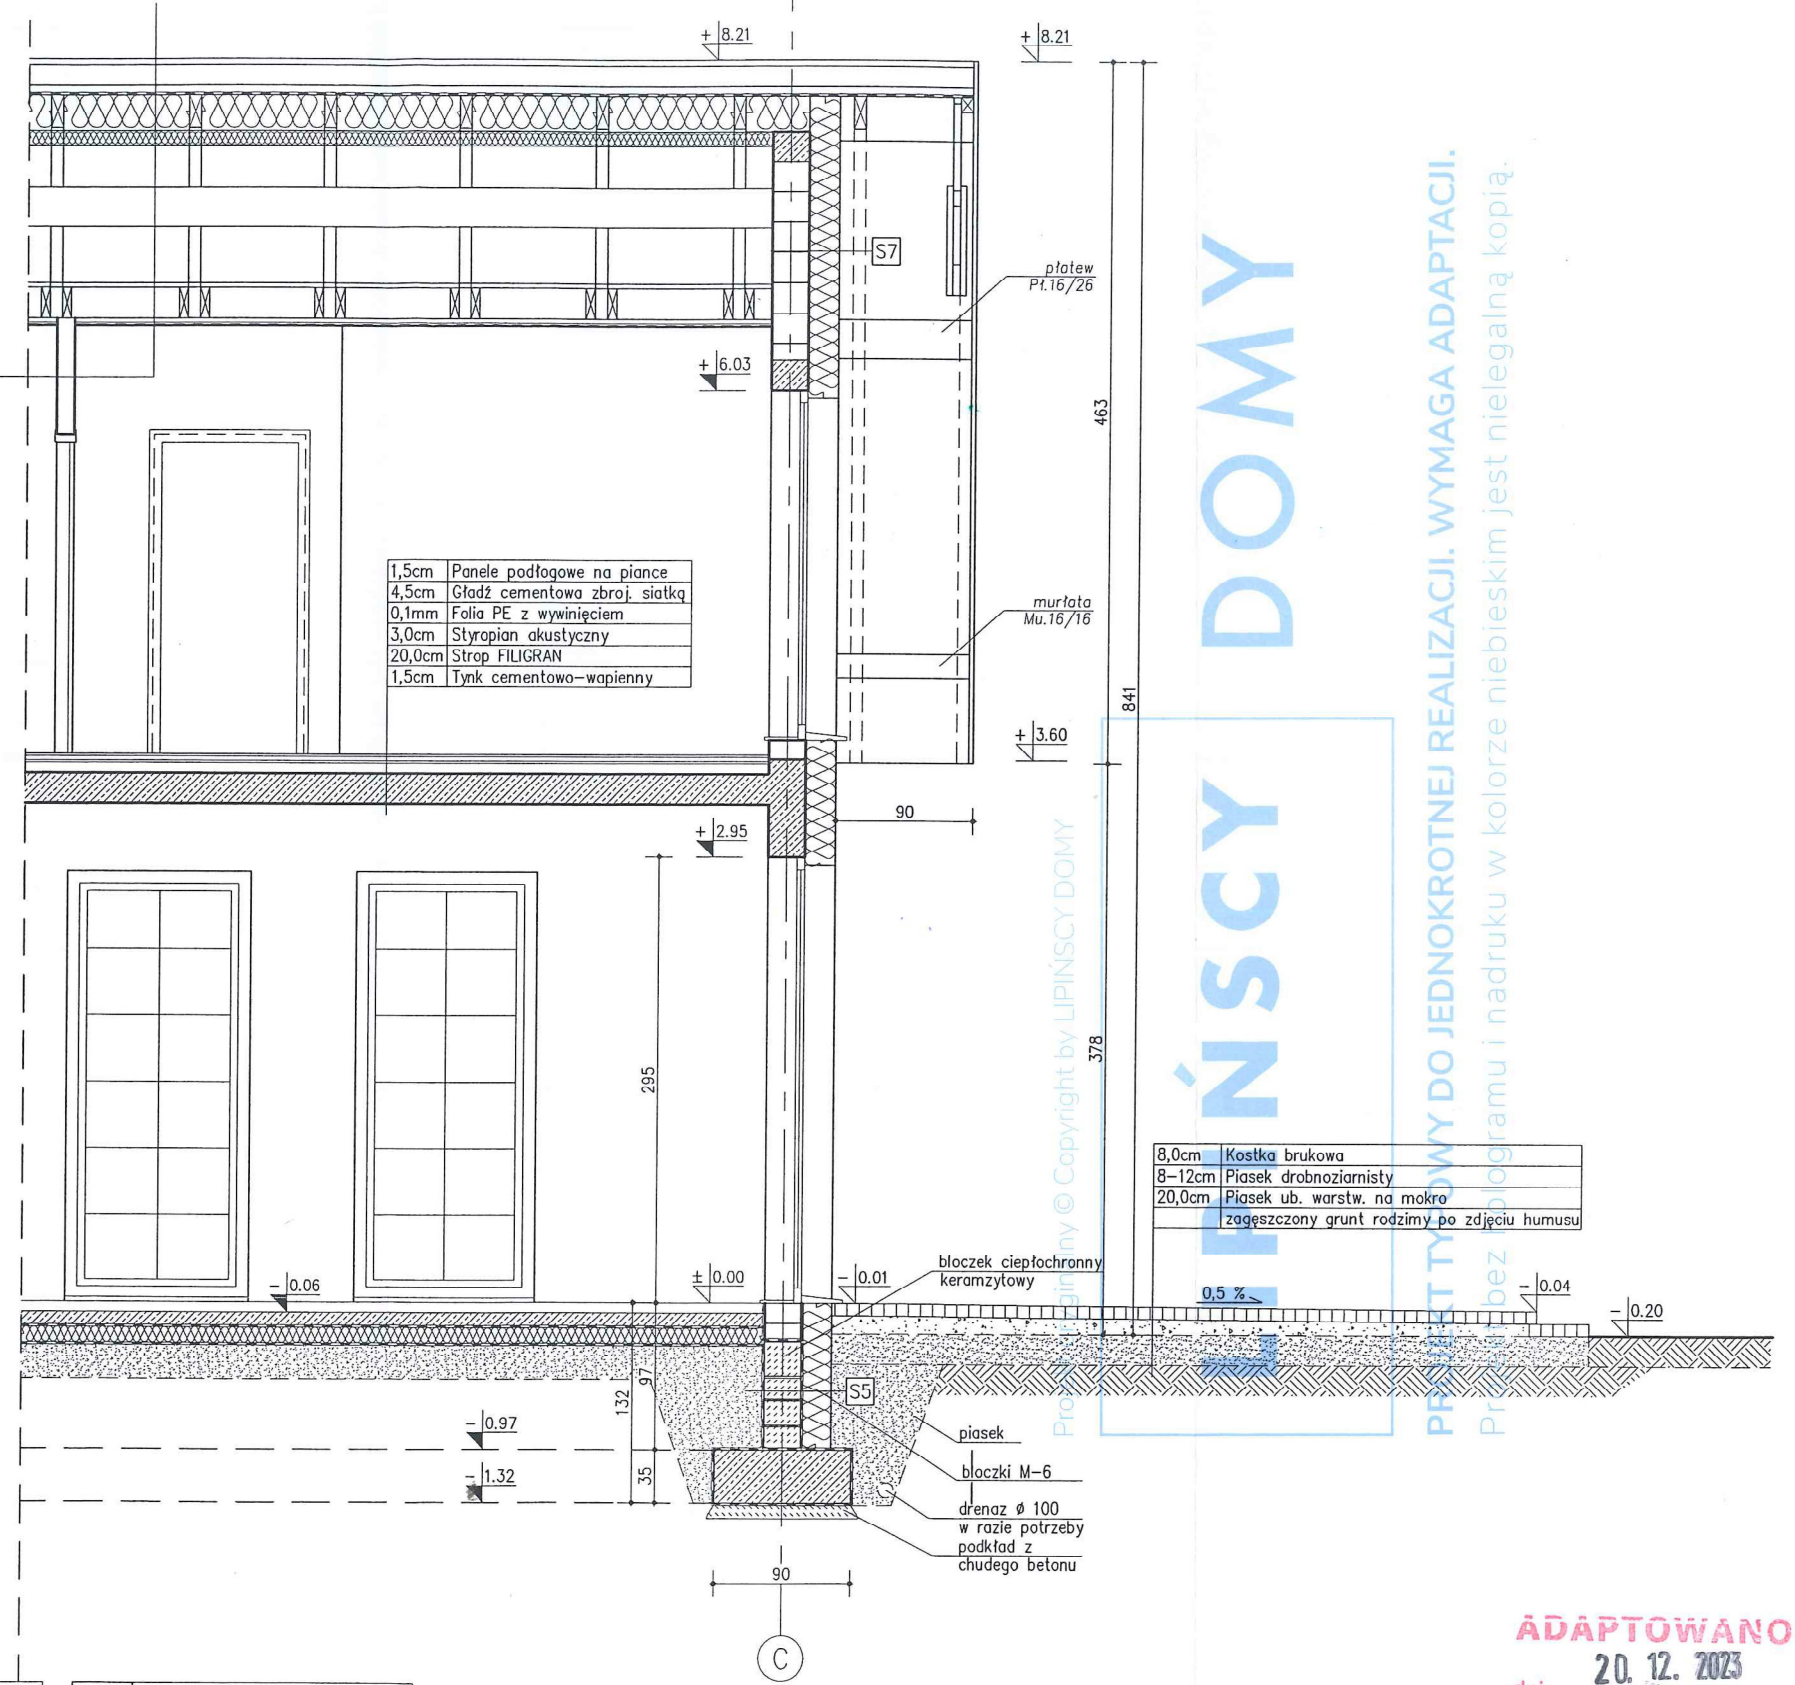 + 8.21
+ 8.21
S7
płatew
Pł.16/26
+ 6.03
463
1,5cm Panele podłogowe na piance
4,5cm Gładź cementowa zbroj. siatką
0,1mm Folia PE z wywinięciem
3,0cm Styropian akustyczny
20,0cm Strop FILIGRAN
1,5cm Tynk cementowo-wapienny
murłata
Mu.16/16
841
+ 3.60
90
+ 2.95
295
378
8,0cm Kostka brukowa
8-12cm Piasek drobnoziarnisty
20,0cm Piasek ub. warstw. na mokro
zagęszczony grunt rodzimy po zdjęciu humusu
bloczek ciepłochronny
keramzytowy
- 0.06
± 0.00
- 0.01
0,5 %
- 0.04
- 0.20
97
132
S5
- 0.97
piasek
35
bloczki M-6
- 1.32
drenaz ø 100
w razie potrzeby
podkład z
chudego betonu
90
C
LIPIŃSCY DOMY
PROJEKT TYPOWY DO JEDNOKROTNEJ REALIZACJI. WYMAGA ADAPTACJI.
Projekt bez hologramu i nadruku w kolorze niebieskim jest nielegalną kopią.
Projekt oryginalny © Copyright by LIPIŃSCY DOMY
ADAPTOWANO
20. 12. 2023